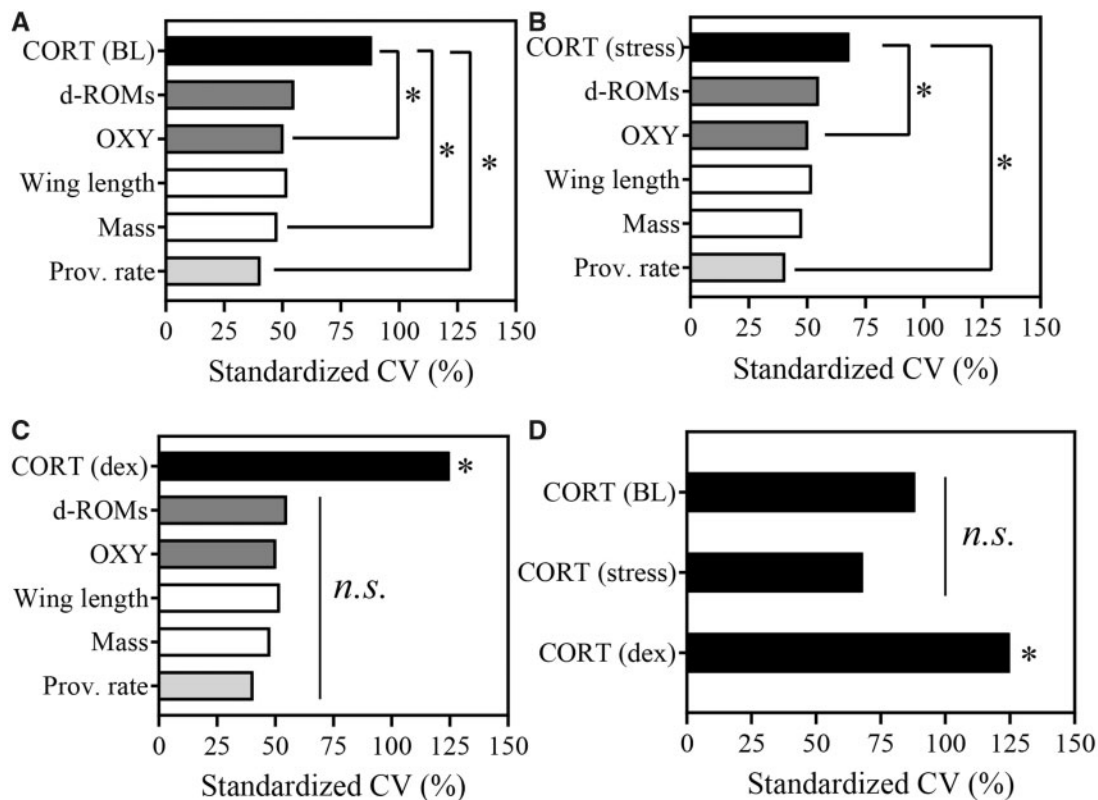 A
CORT (BL)
d-ROMs
OXY
Wing length
Mass
Prov. rate
*
*
*
0 25 50 75 100 125 150
Standardized CV (%)
B
CORT (stress)
d-ROMs
OXY
Wing length
Mass
Prov. rate
*
*
0 25 50 75 100 125 150
Standardized CV (%)
C
CORT (dex) *
d-ROMs
OXY
Wing length
n.s.
Mass
Prov. rate
0 25 50 75 100 125 150
Standardized CV (%)
D
CORT (BL)
n.s.
CORT (stress)
CORT (dex) *
0 25 50 75 100 125 150
Standardized CV (%)